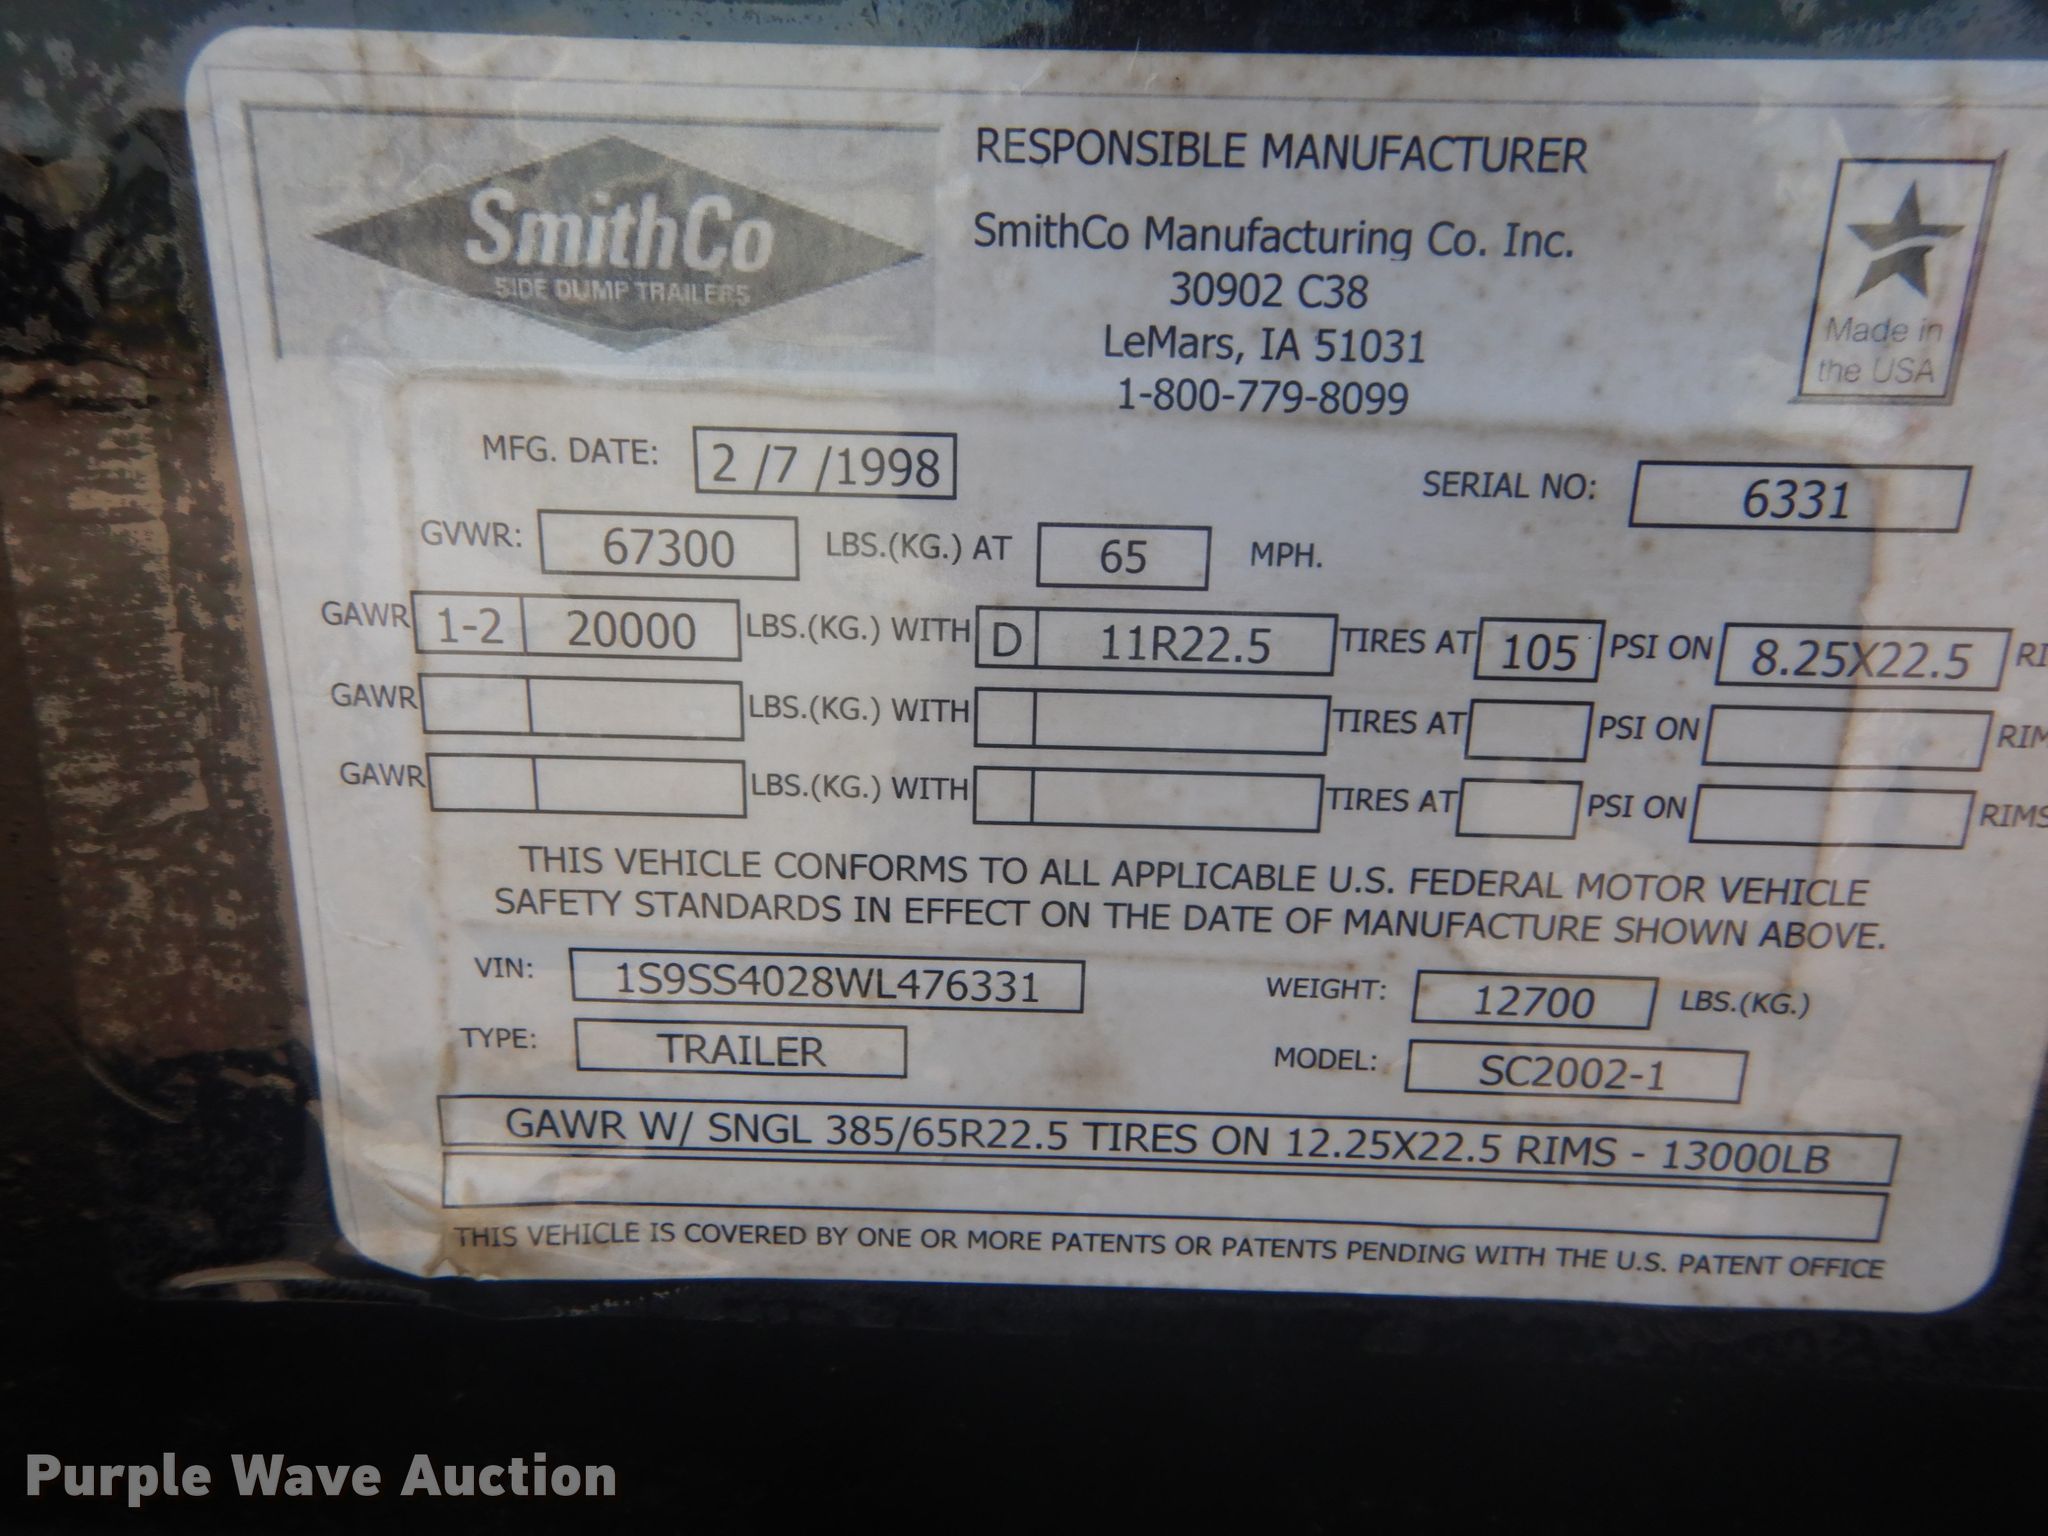 SmithCo
SIDE DUMP TRAILERS
RESPONSIBLE MANUFACTURER
SmithCo Manufacturing Co. Inc.
30902 C38
LeMars, IA 51031
1-800-779-8099
Made in
the USA
MFG. DATE: 2 /7 /1998
SERIAL NO: 6331
GVWR: 67300 LBS.(KG.) AT 65 MPH.
GAWR 1-2 20000 LBS.(KG.) WITH D 11R22.5 TIRES AT 105 PSI ON 8.25X22.5 RI
GAWR LBS.(KG.) WITH TIRES AT PSI ON RIM
GAWR LBS.(KG.) WITH TIRES AT PSI ON RIMS
THIS VEHICLE CONFORMS TO ALL APPLICABLE U.S. FEDERAL MOTOR VEHICLE
SAFETY STANDARDS IN EFFECT ON THE DATE OF MANUFACTURE SHOWN ABOVE.
VIN: 1S9SS4028WL476331 WEIGHT: 12700 LBS.(KG.)
TYPE: TRAILER MODEL: SC2002-1
GAWR W/ SNGL 385/65R22.5 TIRES ON 12.25X22.5 RIMS - 13000LB
THIS VEHICLE IS COVERED BY ONE OR MORE PATENTS OR PATENTS PENDING WITH THE U.S. PATENT OFFICE
Purple Wave Auction